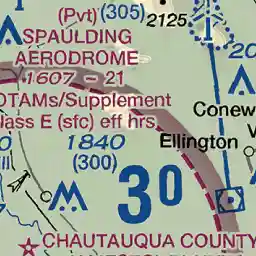 (Pvt) (305)
2125
SPAULDING
AERODROME
1607 - 21
OTAMs/Supplement
lass E (sfc) eff hrs
Conew
Ellington
1840
(300)
3⁰
CHAUTAUQUA COUNTY